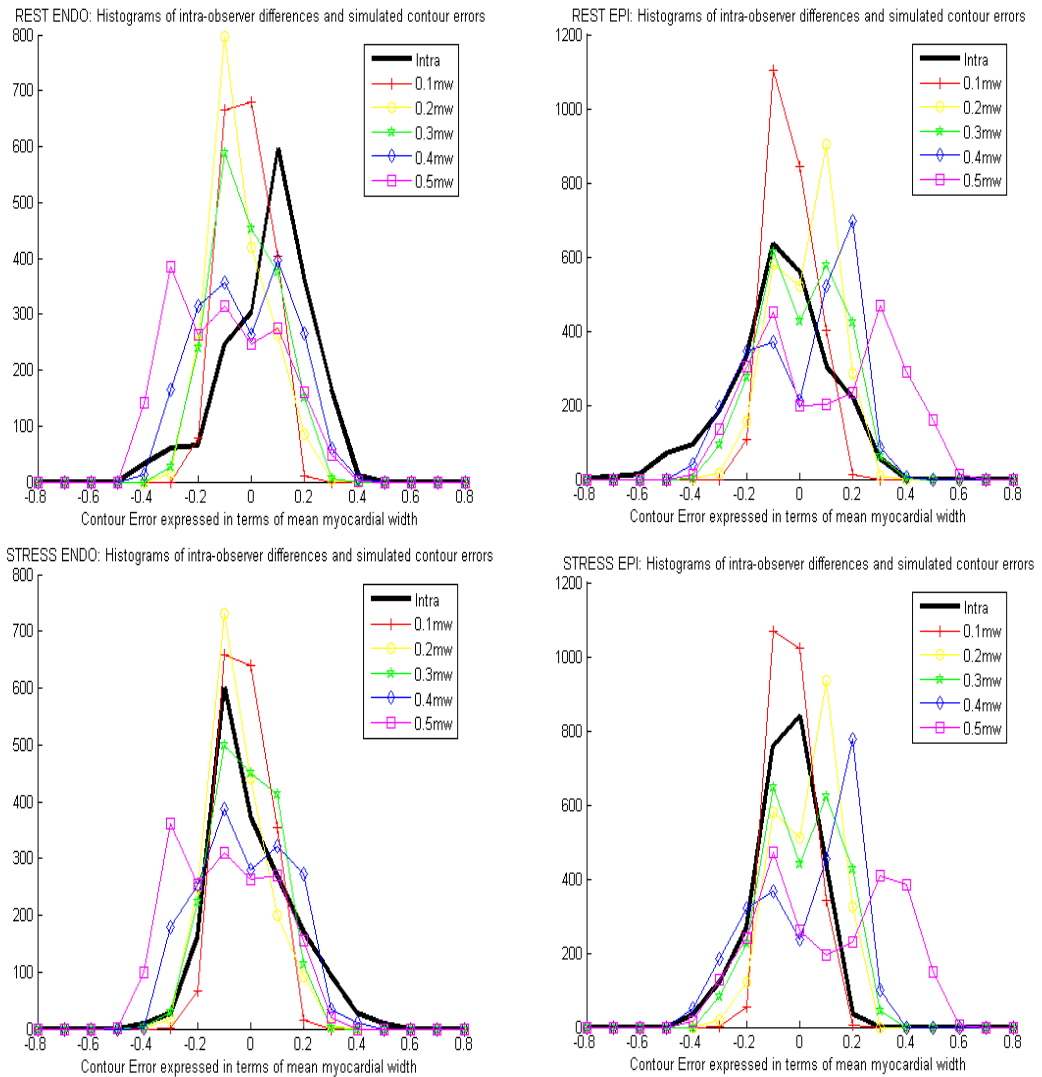 REST ENDO: Histograms of intra-observer differences and simulated contour errors
800
700
600
500
400
300
200
100
0
-0.8 -0.6 -0.4 -0.2 0 0.2 0.4 0.6 0.8
Contour Error expressed in terms of mean myocardial width
Intra
0.1mw
0.2mw
0.3mw
0.4mw
0.5mw
REST EPI: Histograms of intra-observer differences and simulated contour errors
1200
1000
800
600
400
200
0
-0.8 -0.6 -0.4 -0.2 0 0.2 0.4 0.6 0.8
Contour Error expressed in terms of mean myocardial width
Intra
0.1mw
0.2mw
0.3mw
0.4mw
0.5mw
STRESS ENDO: Histograms of intra-observer differences and simulated contour errors
800
700
600
500
400
300
200
100
0
-0.8 -0.6 -0.4 -0.2 0 0.2 0.4 0.6 0.8
Contour Error expressed in terms of mean myocardial width
Intra
0.1mw
0.2mw
0.3mw
0.4mw
0.5mw
STRESS EPI: Histograms of intra-observer differences and simulated contour errors
1200
1000
800
600
400
200
0
-0.8 -0.6 -0.4 -0.2 0 0.2 0.4 0.6 0.8
Contour Error expressed in terms of mean myocardial width
Intra
0.1mw
0.2mw
0.3mw
0.4mw
0.5mw